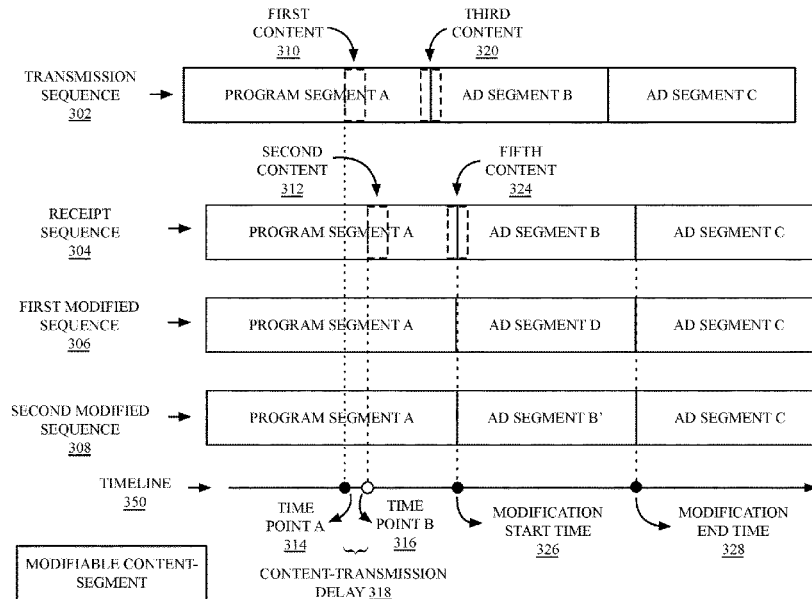 FIRST
CONTENT
310
THIRD
CONTENT
320
TRANSMISSION
SEQUENCE
302
PROGRAM SEGMENT A
AD SEGMENT B
AD SEGMENT C
SECOND
CONTENT
312
FIFTH
CONTENT
324
RECEIPT
SEQUENCE
304
PROGRAM SEGMENT A
AD SEGMENT B
AD SEGMENT C
FIRST MODIFIED
SEQUENCE
306
PROGRAM SEGMENT A
AD SEGMENT D
AD SEGMENT C
SECOND MODIFIED
SEQUENCE
308
PROGRAM SEGMENT A
AD SEGMENT B'
AD SEGMENT C
TIMELINE
350
TIME
POINT A
314
TIME
POINT B
316
MODIFICATION
START TIME
326
MODIFICATION
END TIME
328
CONTENT-TRANSMISSION
DELAY 318
MODIFIABLE CONTENT-
SEGMENT